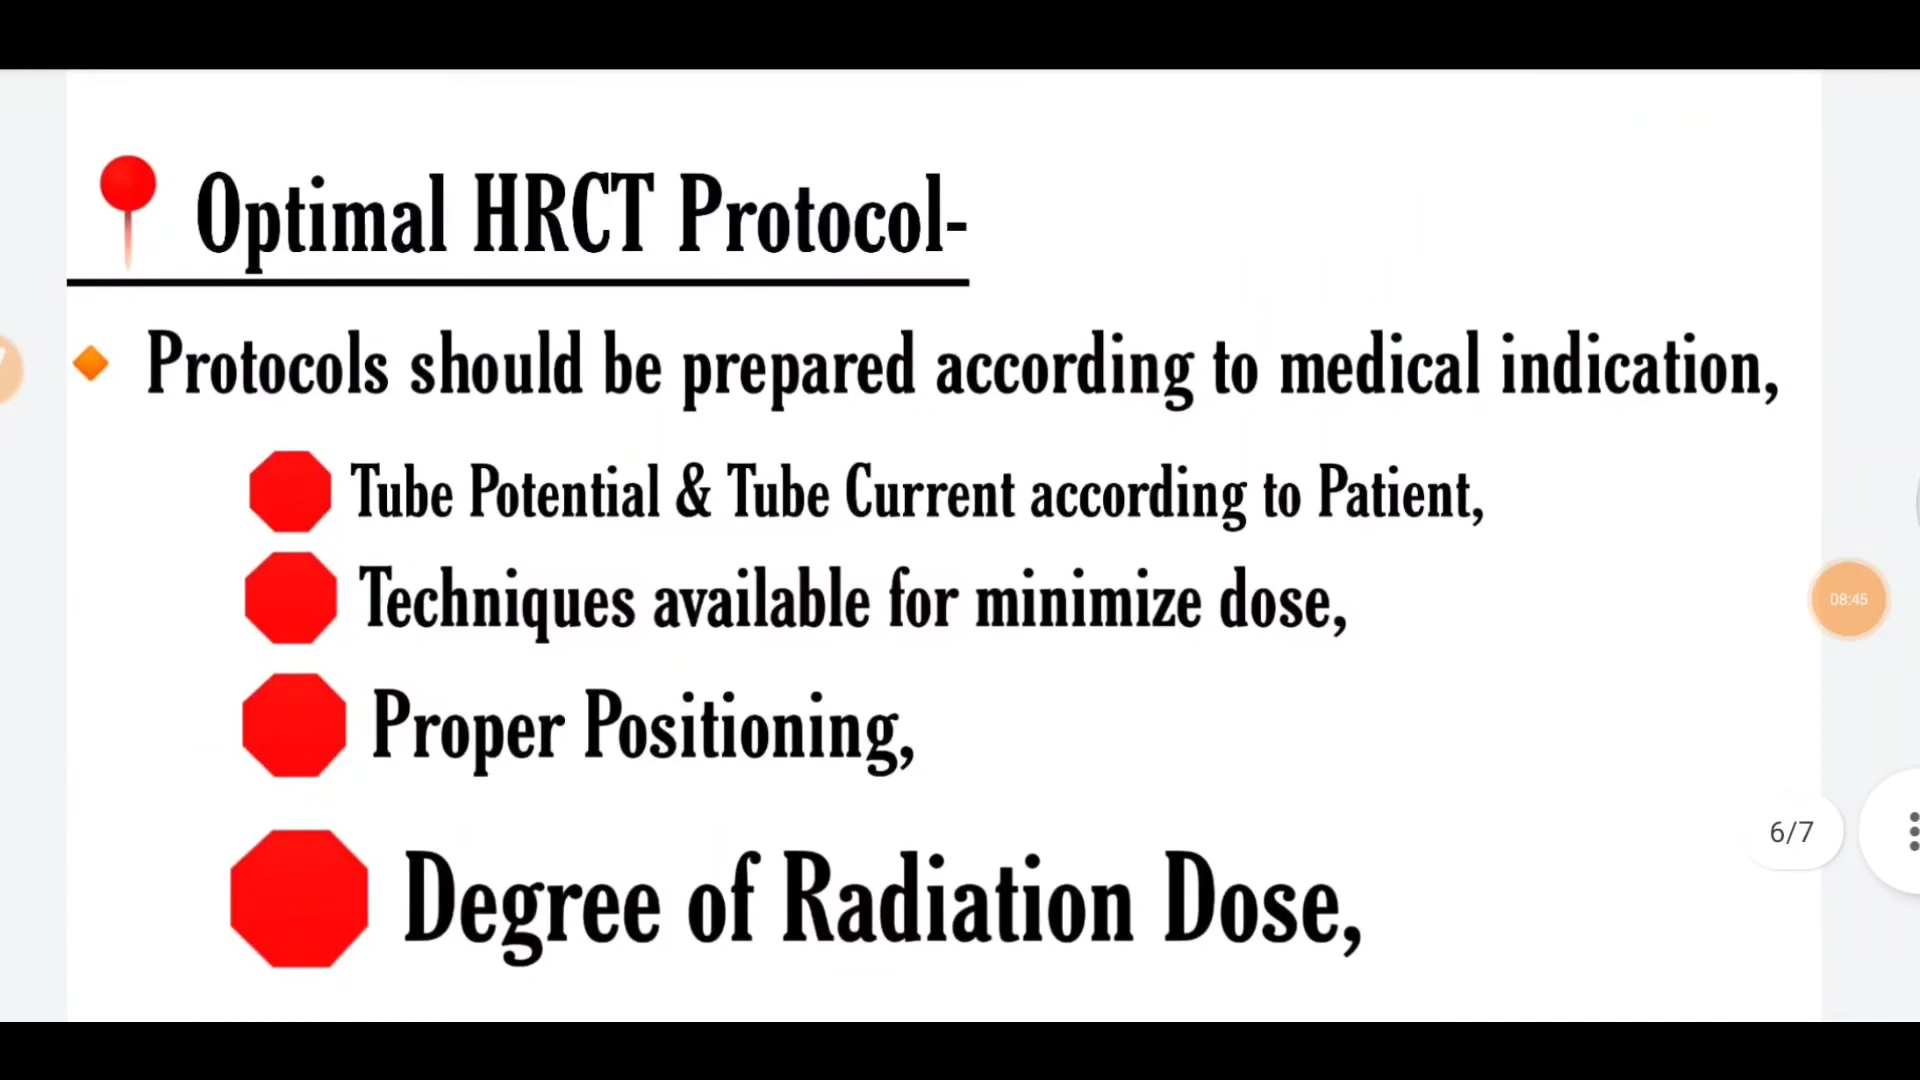 Optimal HRCT Protocol-
Protocols should be prepared according to medical indication,
Tube Potential & Tube Current according to Patient,
Techniques available for minimize dose,
08:45
Proper Positioning,
6/7
Degree of Radiation Dose,